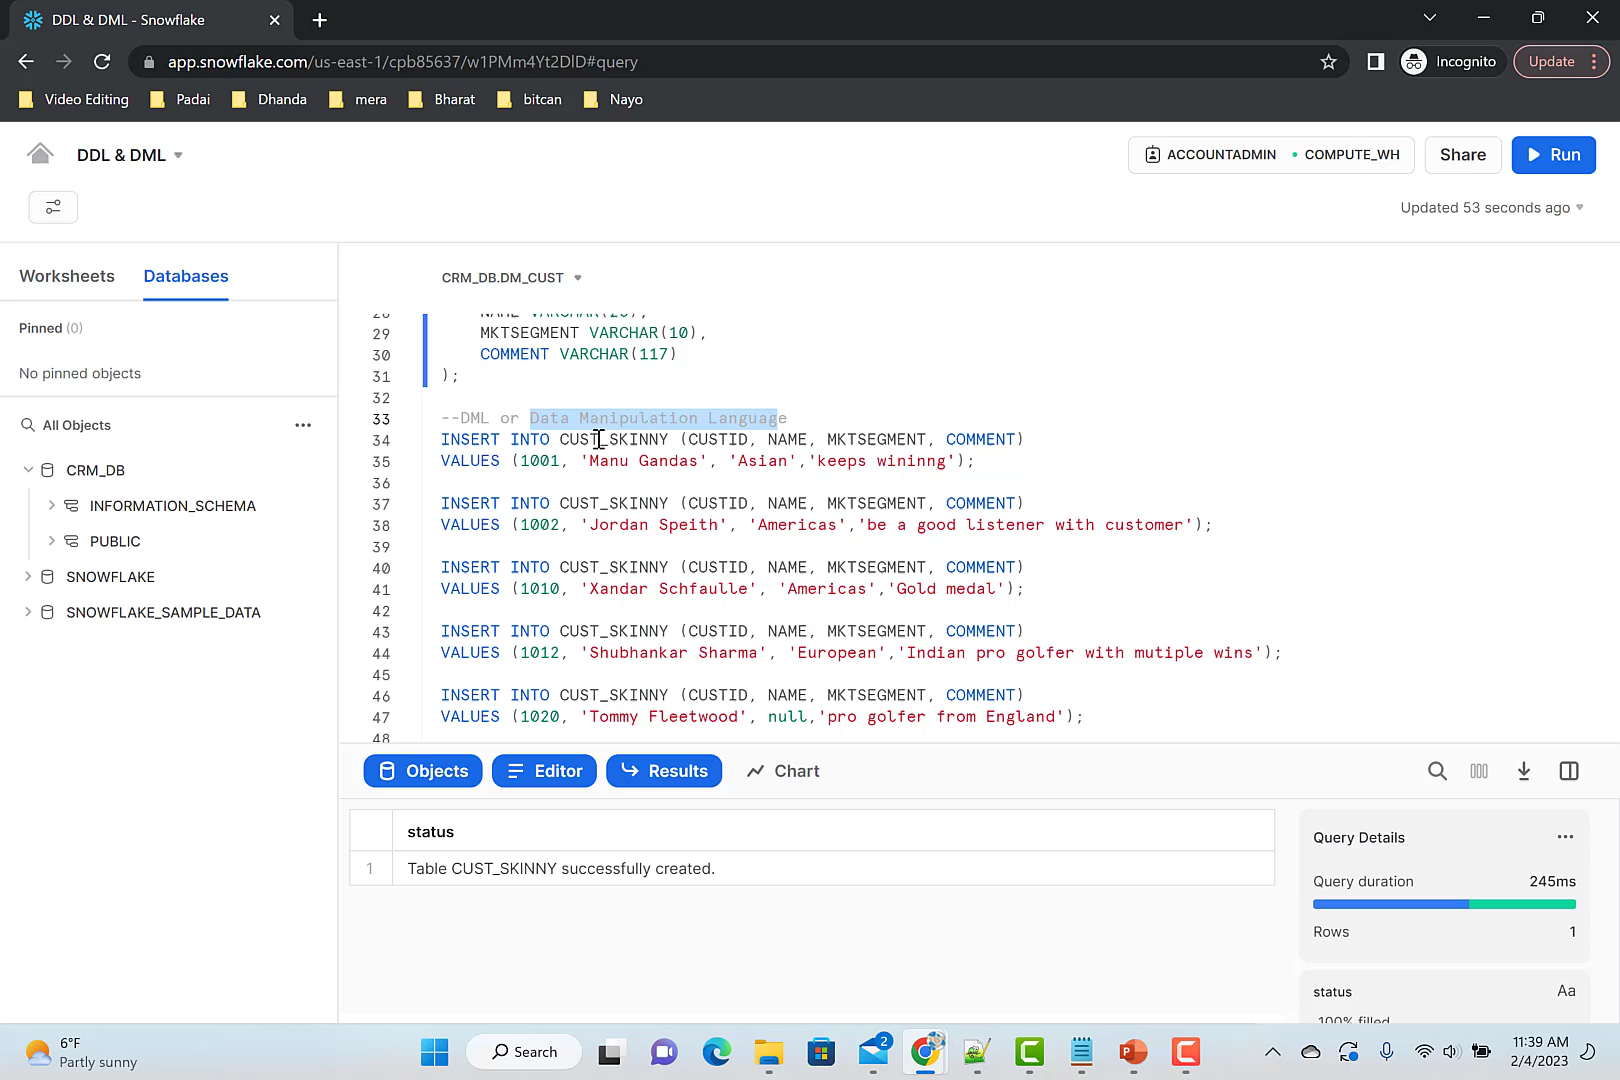 DDL & DML - Snowflake
app.snowflake.com/us-east-1/cpb85637/w1PMm4Yt2DlD#query
Incognito
Update
Video Editing
Padai
Dhanda
mera
Bharat
bitcan
Nayo
DDL & DML
ACCOUNTADMIN
COMPUTE_WH
Share
Run
Updated 53 seconds ago
Worksheets
Databases
CRM_DB.DM_CUST
Pinned (0)
No pinned objects
All Objects
CRM_DB
INFORMATION_SCHEMA
PUBLIC
SNOWFLAKE
SNOWFLAKE_SAMPLE_DATA
28 NAME VARCHAR(20),
29 MKTSEGMENT VARCHAR(10),
30 COMMENT VARCHAR(117)
31 );
32
33 --DML or Data Manipulation Language
34 INSERT INTO CUST_SKINNY (CUSTID, NAME, MKTSEGMENT, COMMENT)
35 VALUES (1001, 'Manu Gandas', 'Asian','keeps wininng');
36
37 INSERT INTO CUST_SKINNY (CUSTID, NAME, MKTSEGMENT, COMMENT)
38 VALUES (1002, 'Jordan Speith', 'Americas','be a good listener with customer');
39
40 INSERT INTO CUST_SKINNY (CUSTID, NAME, MKTSEGMENT, COMMENT)
41 VALUES (1010, 'Xandar Schfaulle', 'Americas','Gold medal');
42
43 INSERT INTO CUST_SKINNY (CUSTID, NAME, MKTSEGMENT, COMMENT)
44 VALUES (1012, 'Shubhankar Sharma', 'European','Indian pro golfer with mutiple wins');
45
46 INSERT INTO CUST_SKINNY (CUSTID, NAME, MKTSEGMENT, COMMENT)
47 VALUES (1020, 'Tommy Fleetwood', null,'pro golfer from England');
48
Objects
Editor
Results
Chart
status
1 Table CUST_SKINNY successfully created.
Query Details
Query duration 245ms
Rows 1
status Aa
100% filled
6°F
Partly sunny
Search
2
11:39 AM
2/4/2023